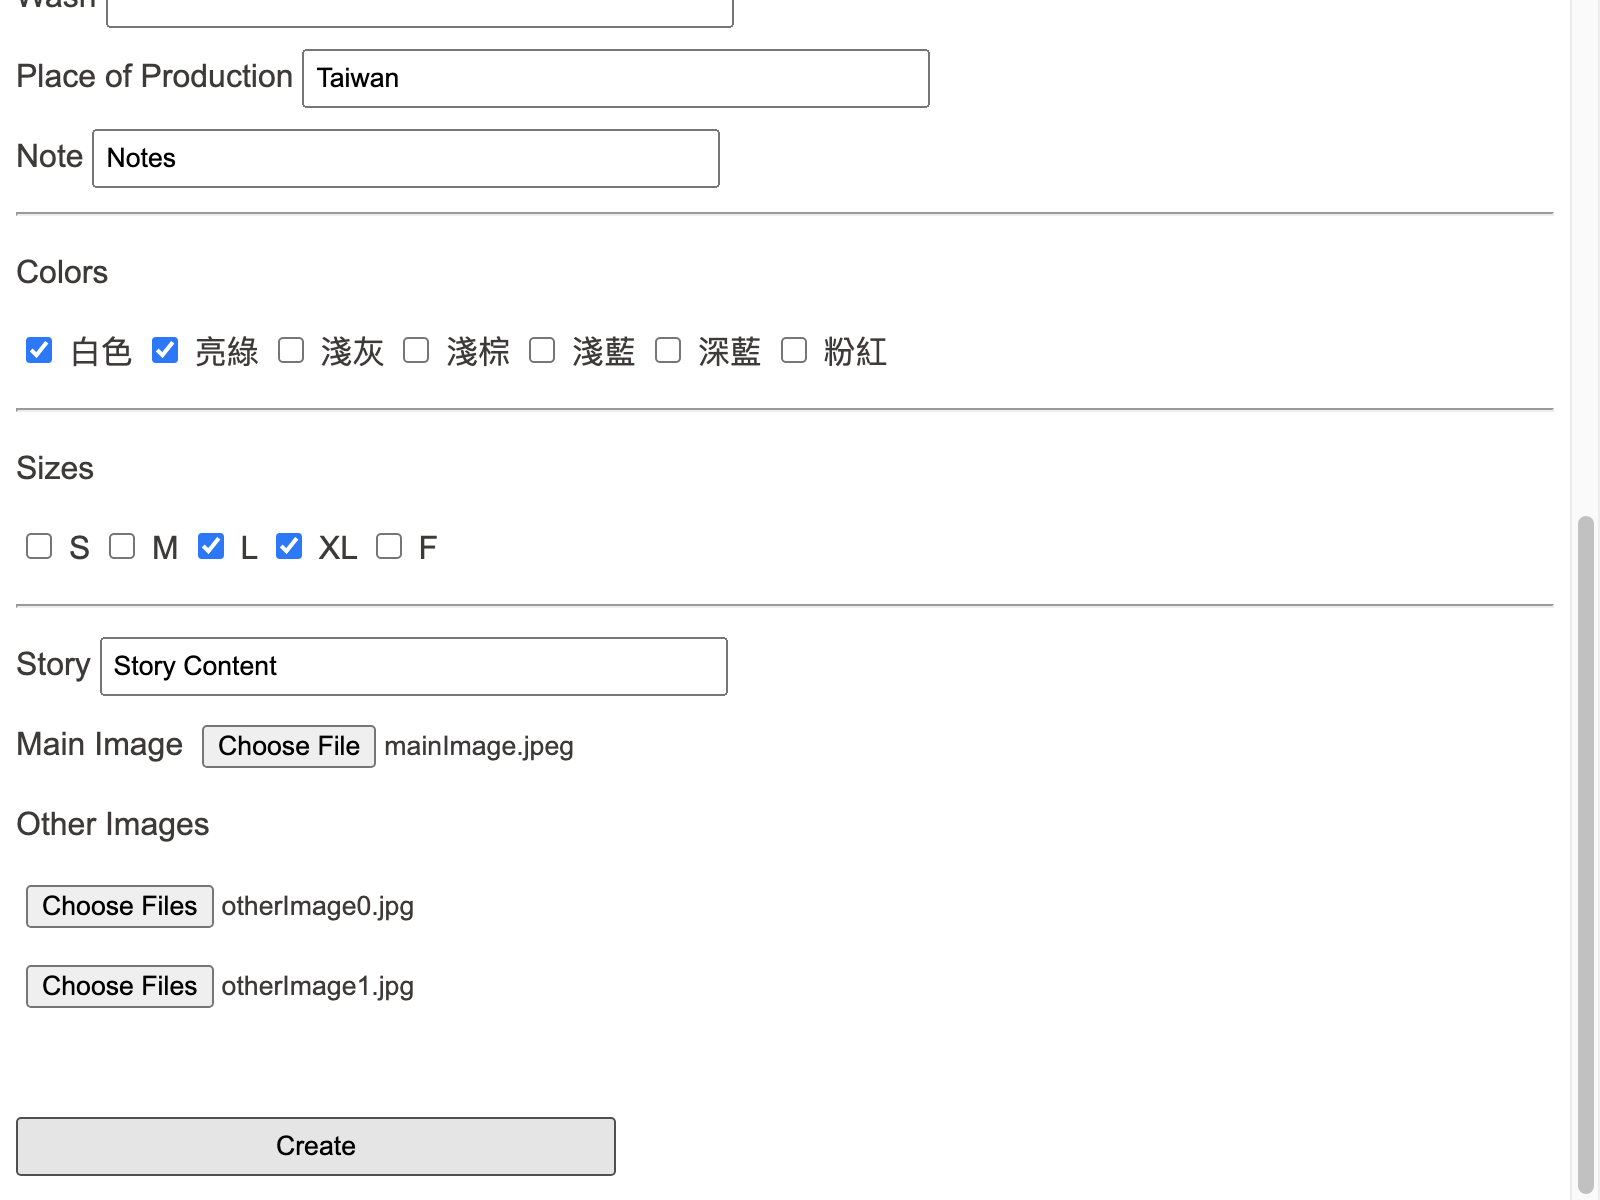 Wash
Place of Production Taiwan
Note Notes
Colors
白色 亮綠 淺灰 淺棕 淺藍 深藍 粉紅
Sizes
S M L XL F
Story Story Content
Main Image Choose File mainImage.jpeg
Other Images
Choose Files otherImage0.jpg
Choose Files otherImage1.jpg
Create